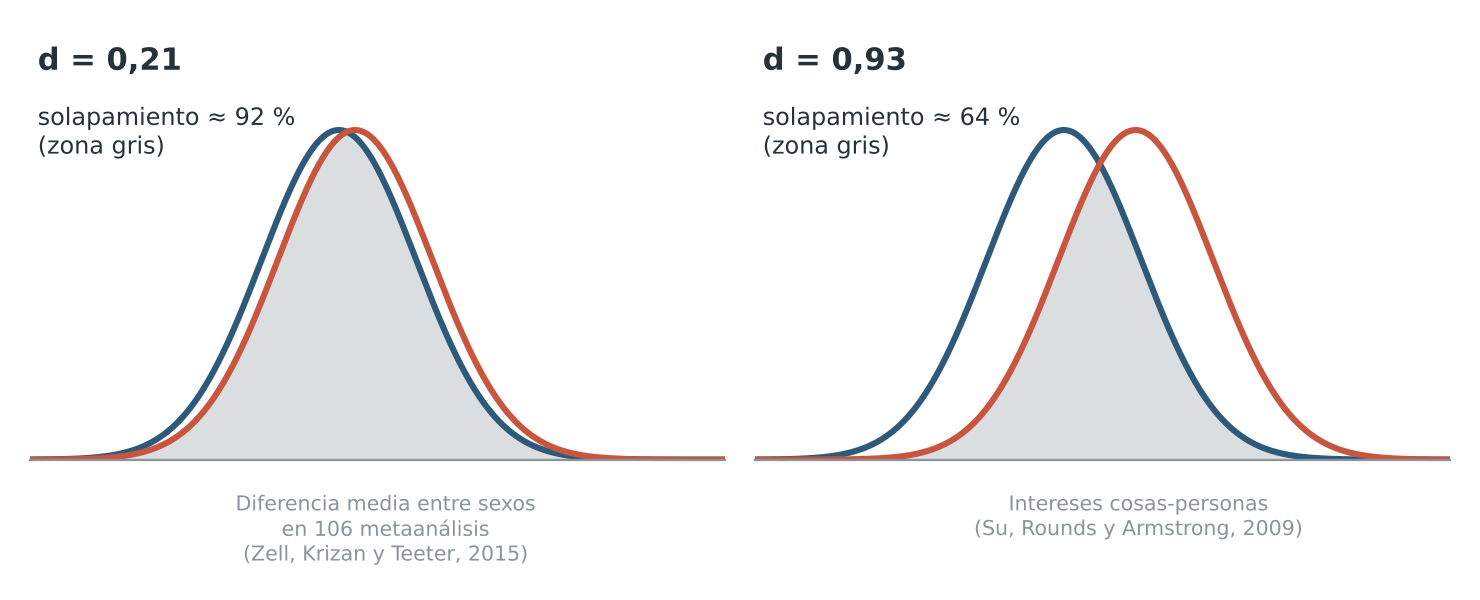 d = 0,21
solapamiento ≈ 92 %
(zona gris)
Diferencia media entre sexos
en 106 metaanálisis
(Zell, Krizan y Teeter, 2015)
d = 0,93
solapamiento ≈ 64 %
(zona gris)
Intereses cosas-personas
(Su, Rounds y Armstrong, 2009)